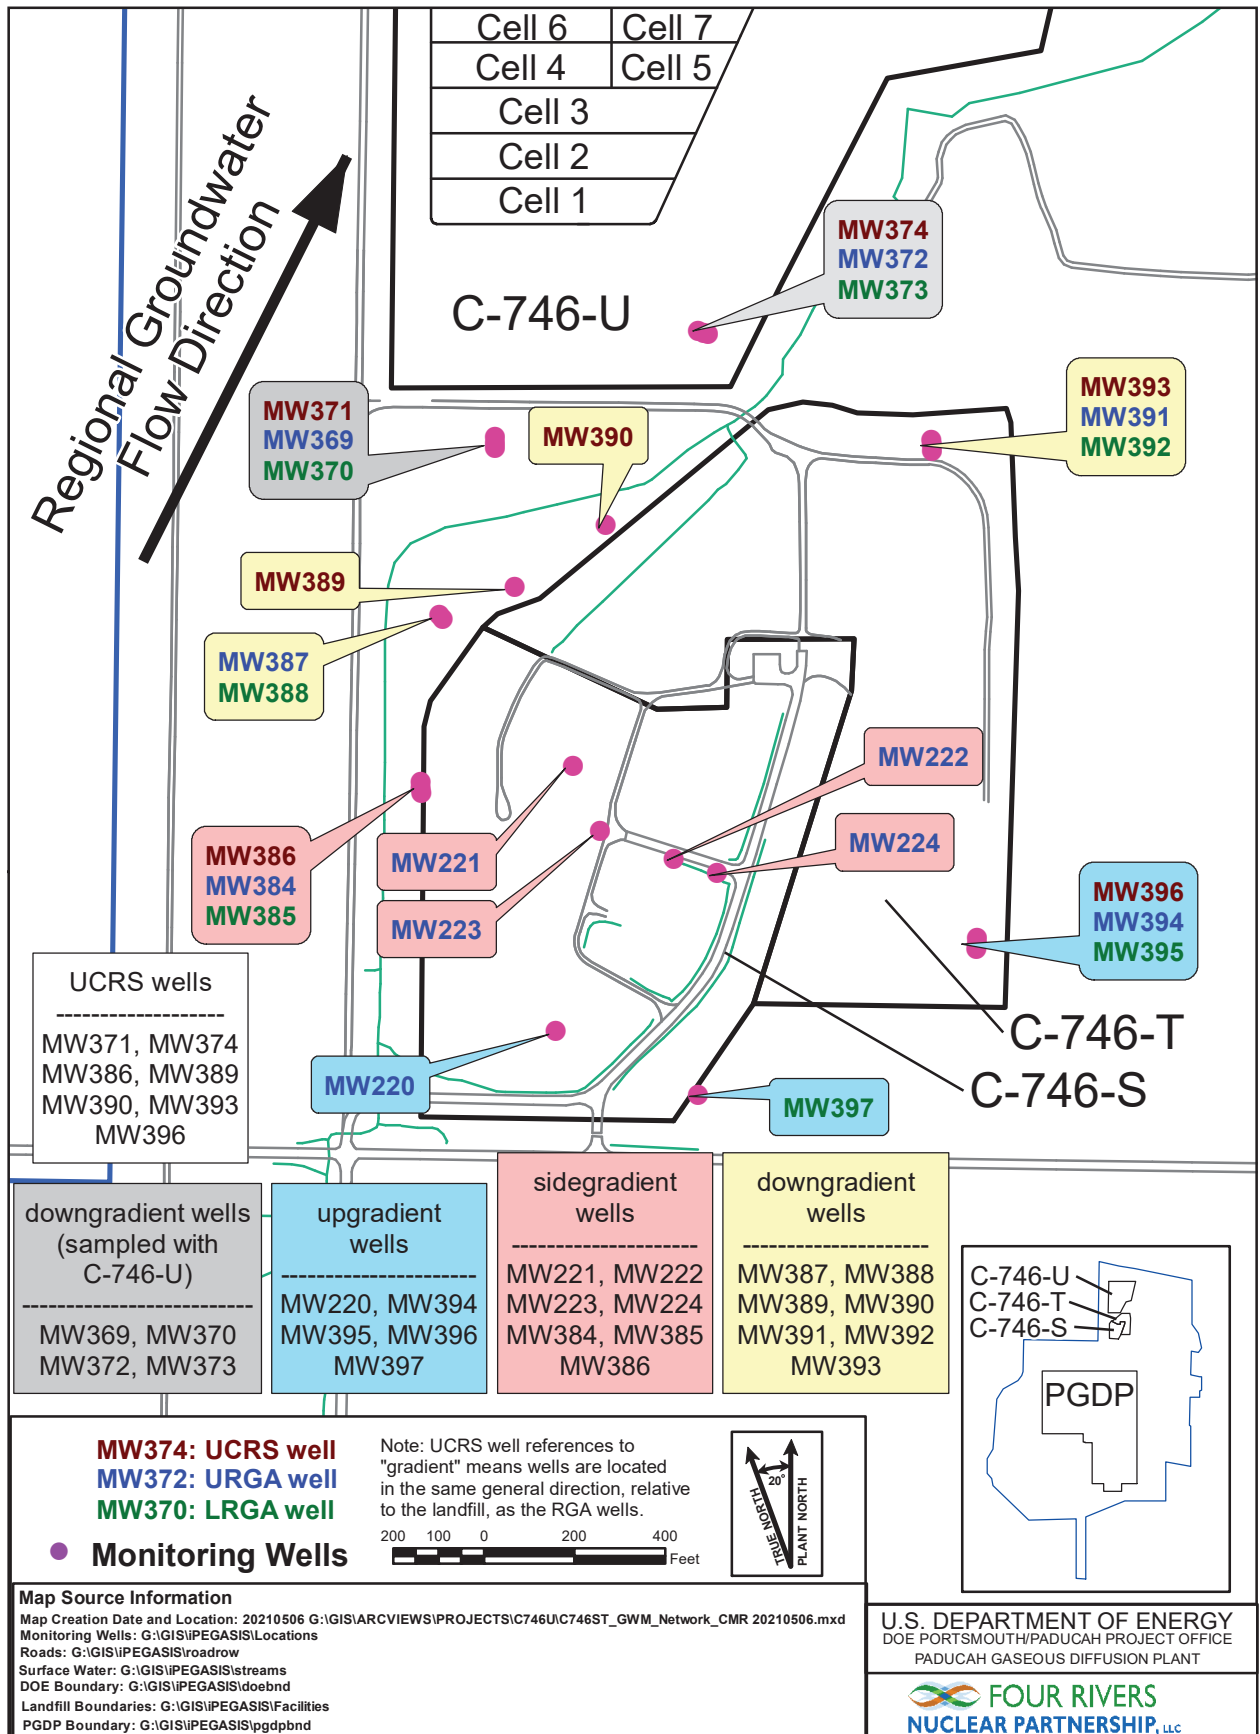 Cell 6
Cell 7
Cell 4
Cell 5
Cell 3
Cell 2
Cell 1
Regional Groundwater
Flow Direction
C-746-U
MW374
MW372
MW373
MW371
MW369
MW370
MW390
MW393
MW391
MW392
MW389
MW387
MW388
MW222
MW386
MW384
MW385
MW221
MW224
MW223
MW396
MW394
MW395
MW220
MW397
C-746-T
C-746-S
UCRS wells
--------------------
MW371, MW374
MW386, MW389
MW390, MW393
MW396
downgradient wells
(sampled with
C-746-U)
---------------------------
MW369, MW370
MW372, MW373
upgradient
wells
-----------------------
MW220, MW394
MW395, MW396
MW397
sidegradient
wells
----------------------
MW221, MW222
MW223, MW224
MW384, MW385
MW386
downgradient
wells
----------------------
MW387, MW388
MW389, MW390
MW391, MW392
MW393
C-746-U
C-746-T
C-746-S
PGDP
MW374: UCRS well
MW372: URGA well
MW370: LRGA well
Monitoring Wells
Note: UCRS well references to
"gradient" means wells are located
in the same general direction, relative
to the landfill, as the RGA wells.
200 100 0 200 400
Feet
20°
TRUE NORTH
PLANT NORTH
Map Source Information
Map Creation Date and Location: 20210506 G:\GIS\ARCVIEWS\PROJECTS\C746U\C746ST_GWM_Network_CMR 20210506.mxd
Monitoring Wells: G:\GIS\iPEGASIS\Locations
Roads: G:\GIS\iPEGASIS\roadrow
Surface Water: G:\GIS\iPEGASIS\streams
DOE Boundary: G:\GIS\iPEGASIS\doebnd
Landfill Boundaries: G:\GIS\iPEGASIS\Facilities
PGDP Boundary: G:\GIS\iPEGASIS\pgdpbnd
U.S. DEPARTMENT OF ENERGY
DOE PORTSMOUTH/PADUCAH PROJECT OFFICE
PADUCAH GASEOUS DIFFUSION PLANT
FOUR RIVERS
NUCLEAR PARTNERSHIP, LLC